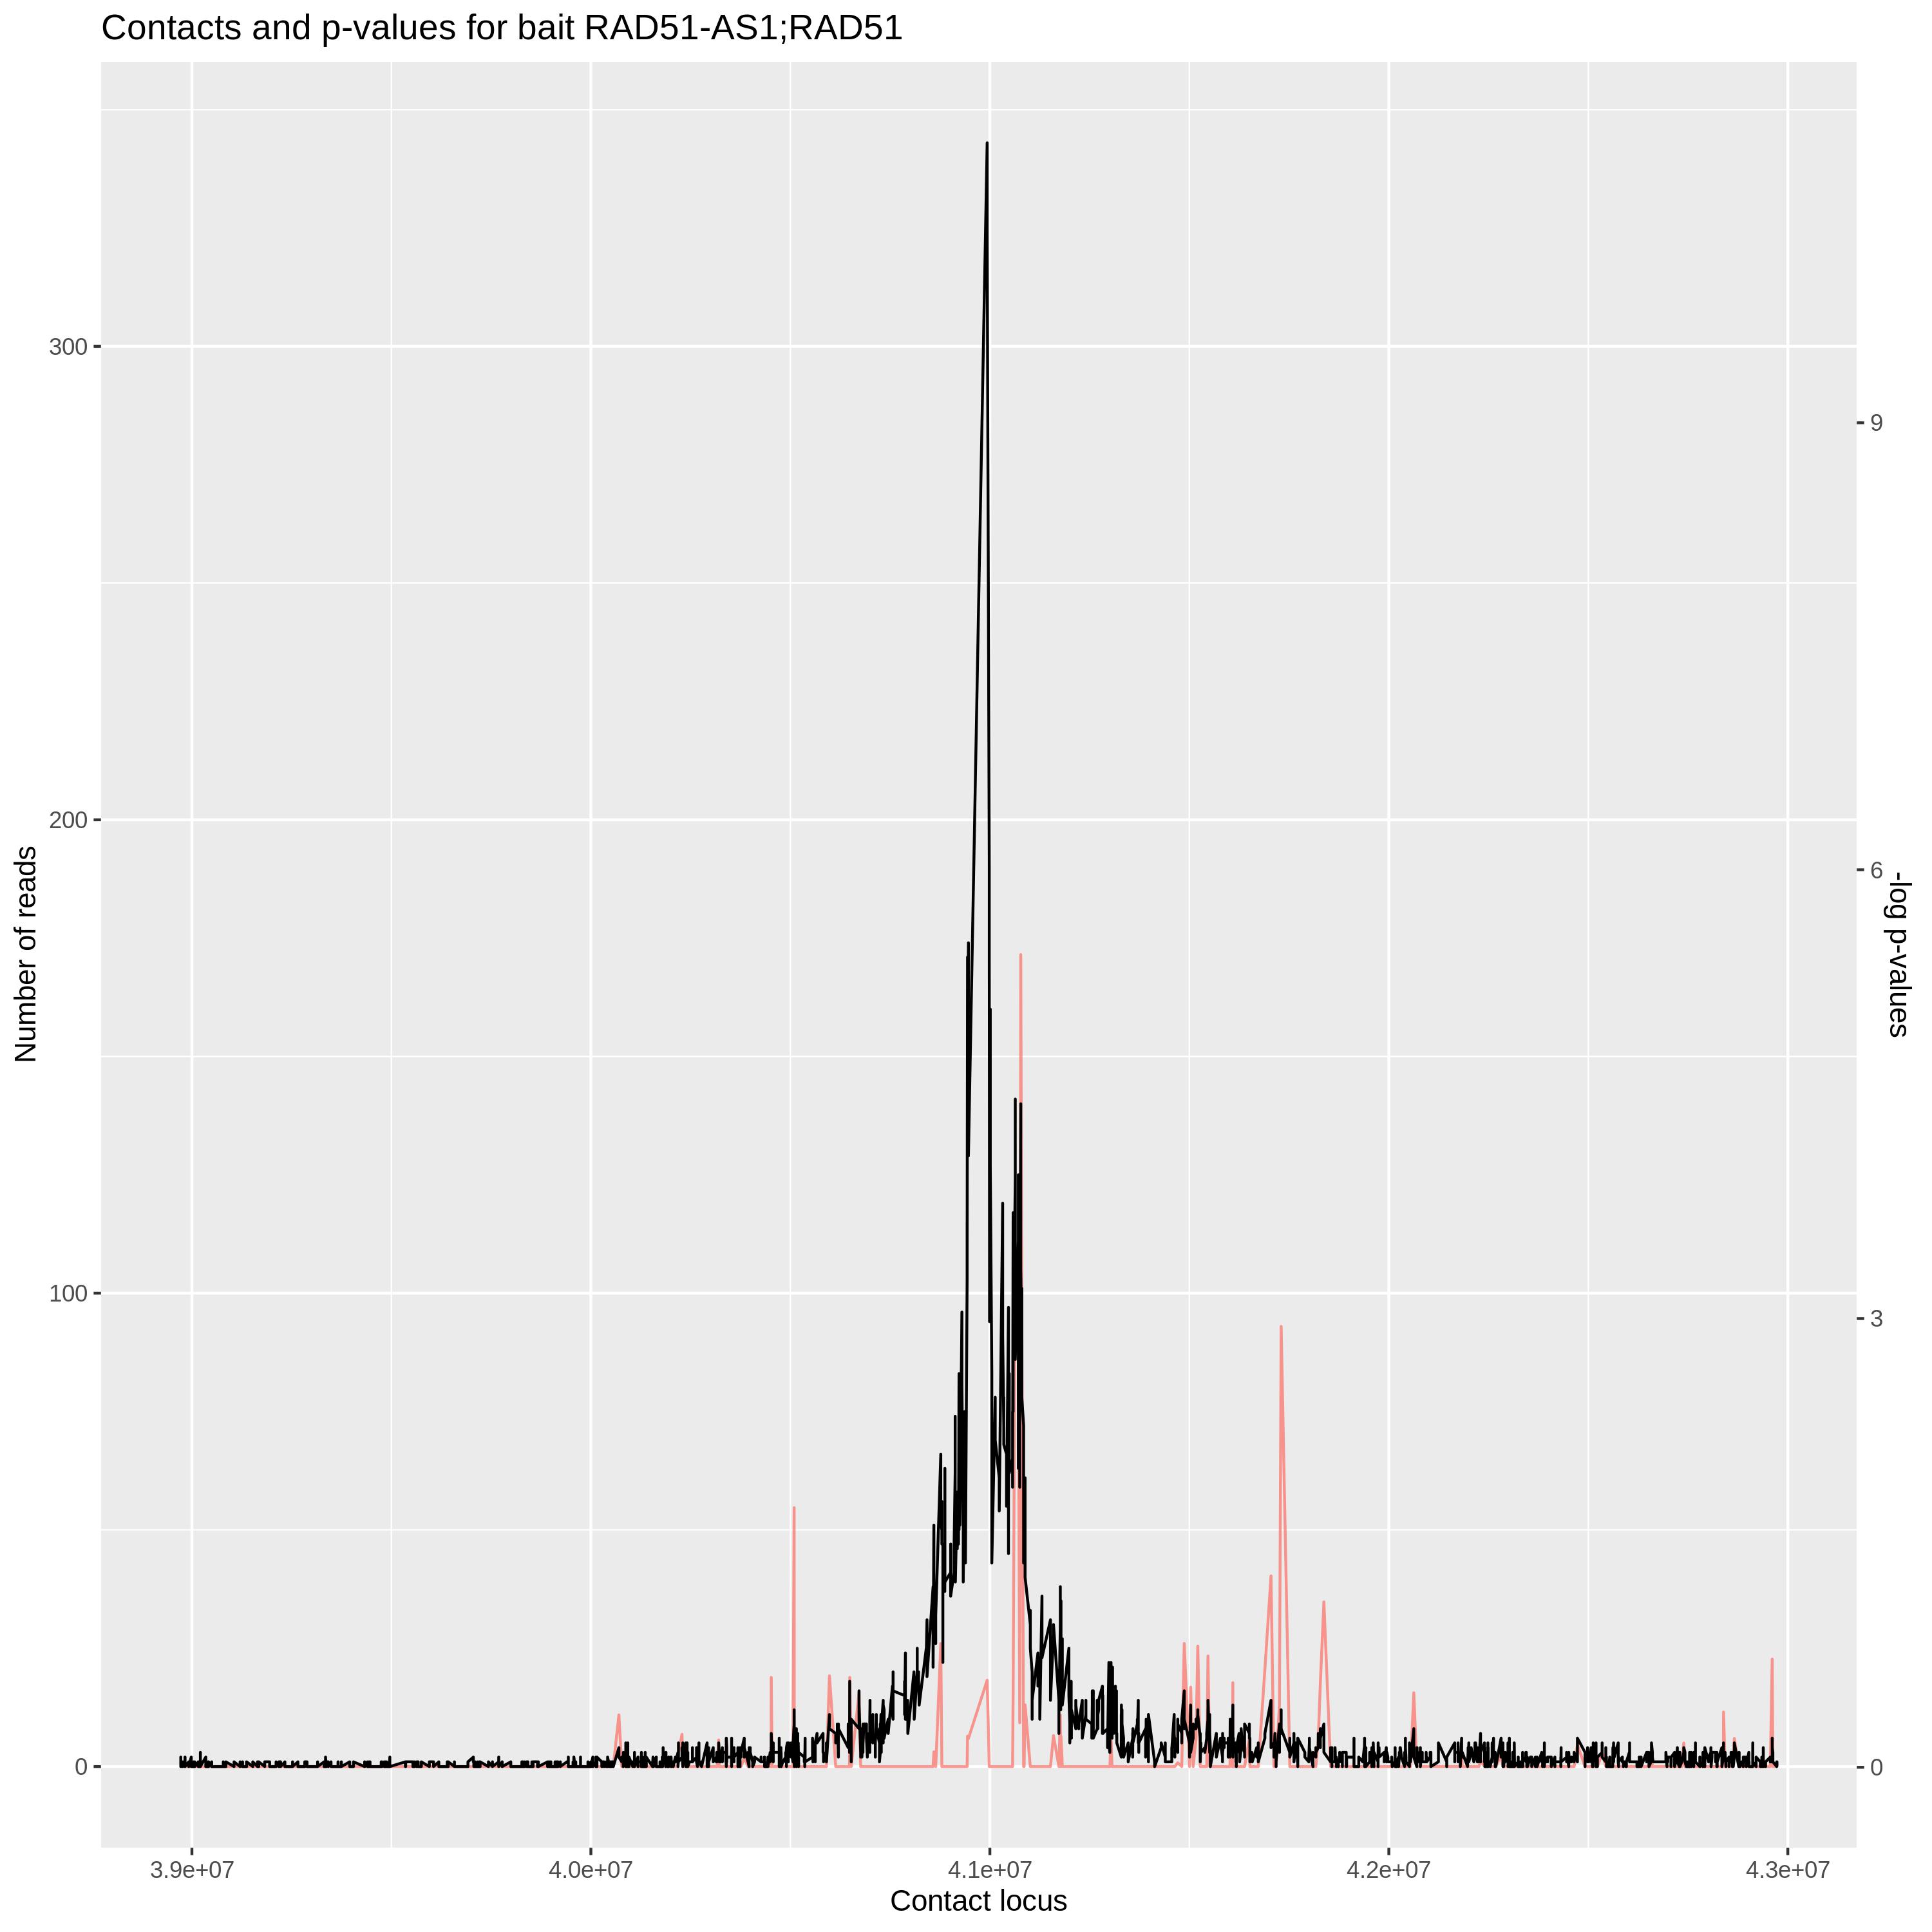 Contacts and p-values for bait RAD51-AS1;RAD51
Number of reads
300
200
100
0
9
6
3
0
-log p-values
3.9e+07
4.0e+07
4.1e+07
4.2e+07
4.3e+07
Contact locus